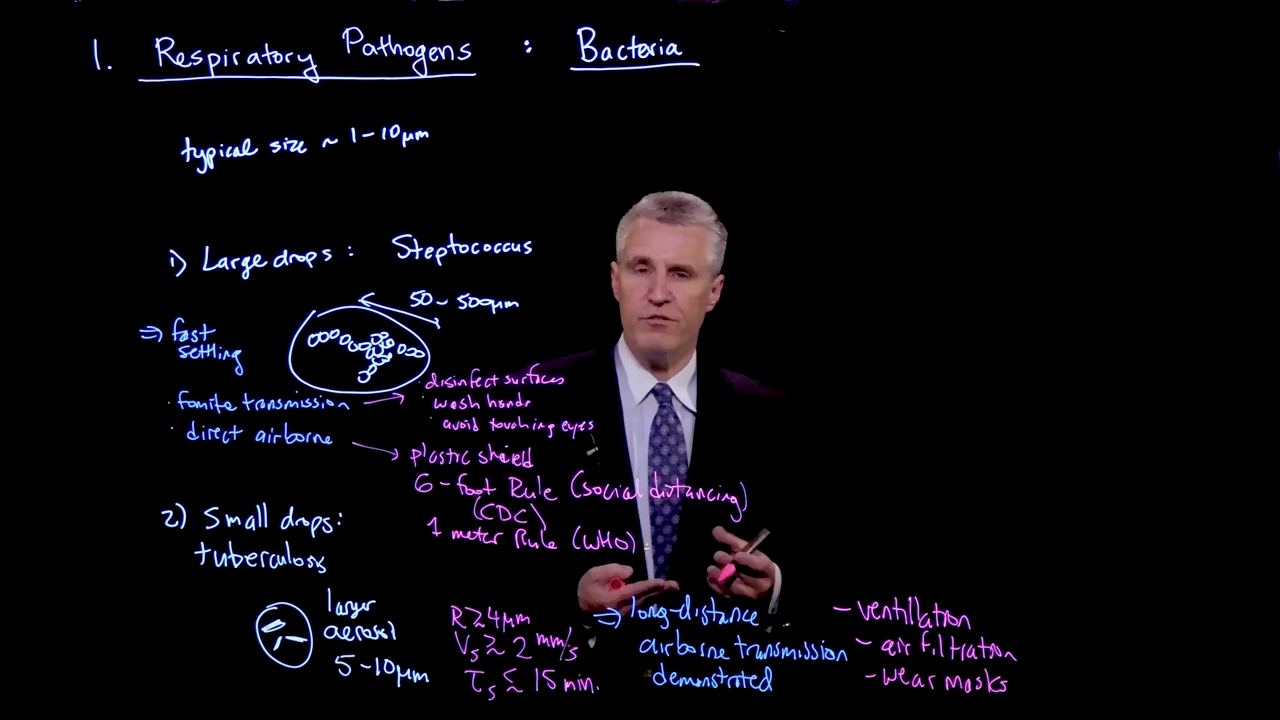 1. Respiratory Pathogens : Bacteria
typical size ~ 1-10μm
1) Large drops : Steptococcus
50 - 500μm
⇒ fast
settling
· fomite transmission →
· direct airborne →
· disinfect surfaces
· wash hands
· avoid touching eyes
plastic shield
6-foot Rule (social distancing)
(CDC)
1 meter Rule (WHO)
2) Small drops:
tuberculosis
larger
aerosol
5-10μm
R ≳ 4μm
Vs ≳ 2 mm/s
τs ≲ 15 min.
⇒ long-distance
airborne transmission
demonstrated
- ventillation
- air filtration
- wear masks